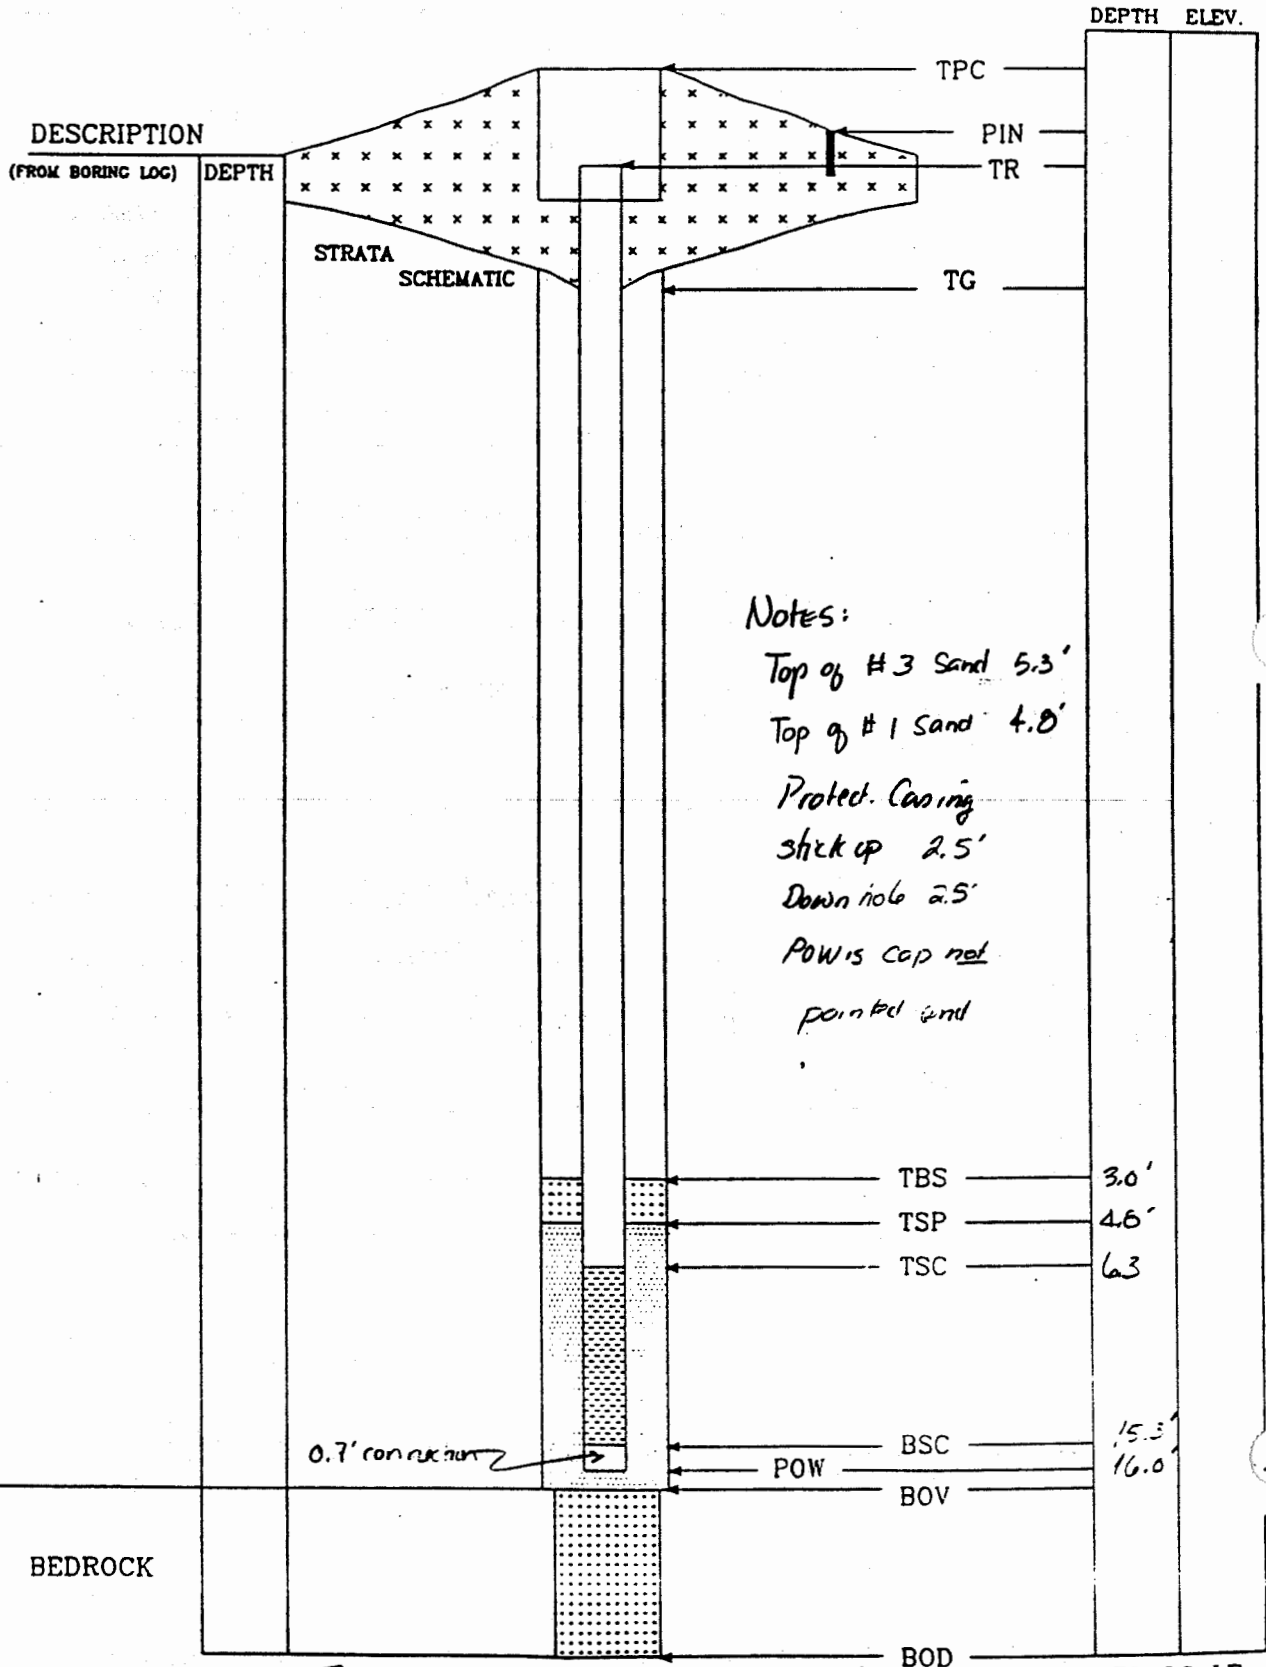 DEPTH ELEV.
TPC
PIN
DESCRIPTION
(FROM BORING LOG) DEPTH
TR
STRATA
SCHEMATIC
TG
Notes:
Top of #3 Sand 5.3'
Top of #1 Sand 4.8'
Protect. Casing
stick up 2.5'
Down hole 2.5'
POW is cap not
pointed end
TBS 3.0'
TSP
TSC 6.3
BSC 15.3'
0.7'
POW 16.0'
BOV
BEDROCK
BOD